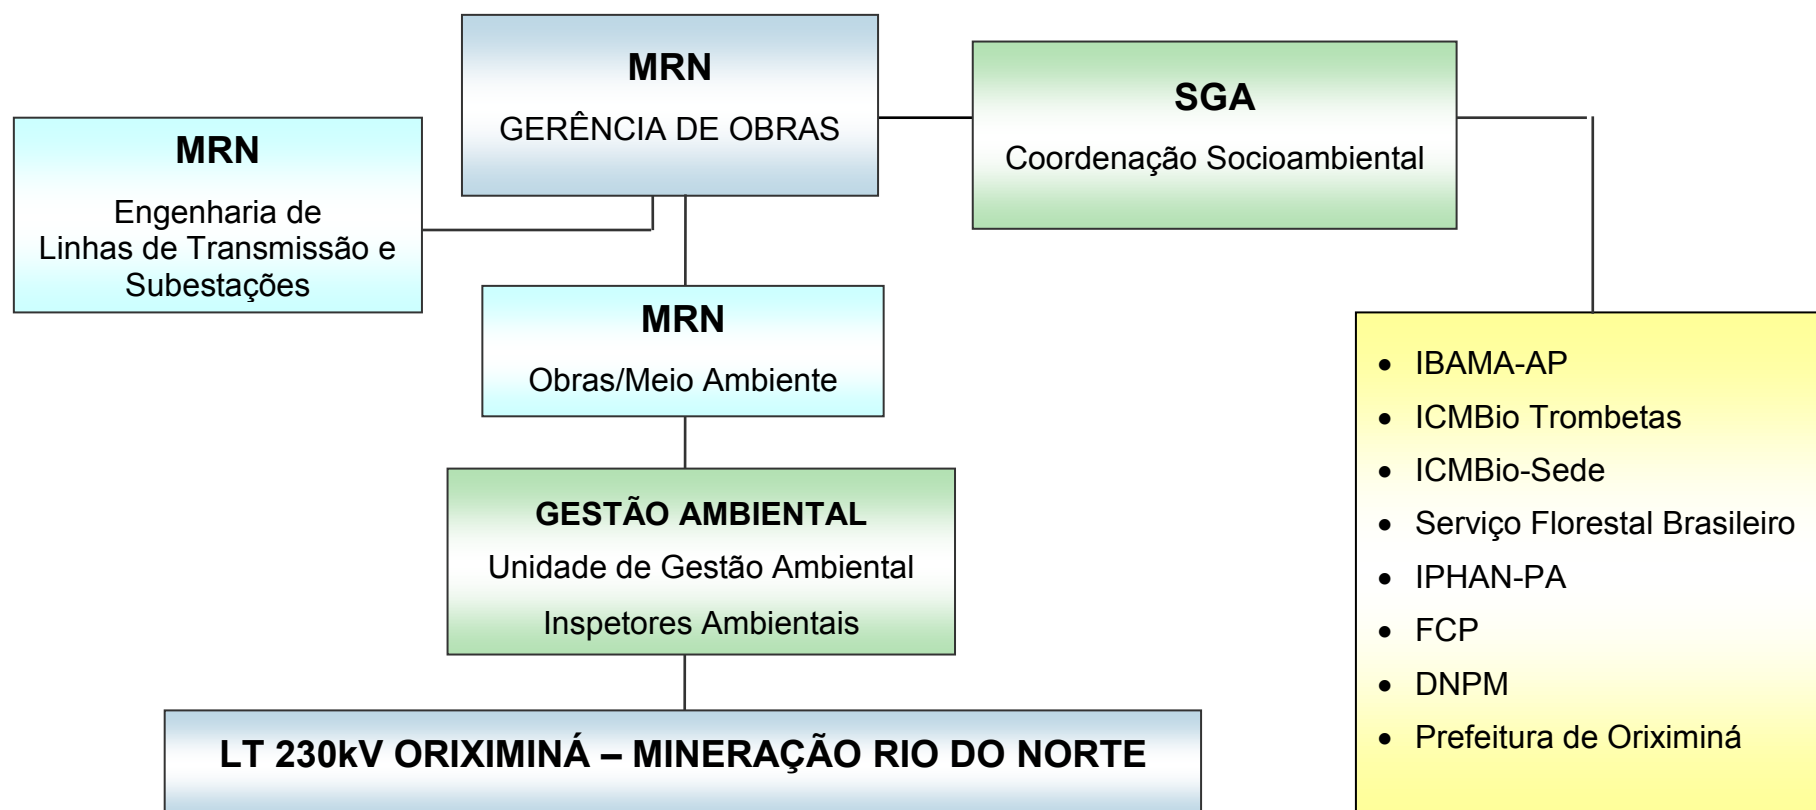 MRN
GERÊNCIA DE OBRAS
SGA
Coordenação Socioambiental
MRN
Engenharia de
Linhas de Transmissão e
Subestações
MRN
Obras/Meio Ambiente
GESTÃO AMBIENTAL
Unidade de Gestão Ambiental
Inspetores Ambientais
LT 230kV ORIXIMINÁ – MINERAÇÃO RIO DO NORTE
• IBAMA-AP
• ICMBio Trombetas
• ICMBio-Sede
• Serviço Florestal Brasileiro
• IPHAN-PA
• FCP
• DNPM
• Prefeitura de Oriximiná